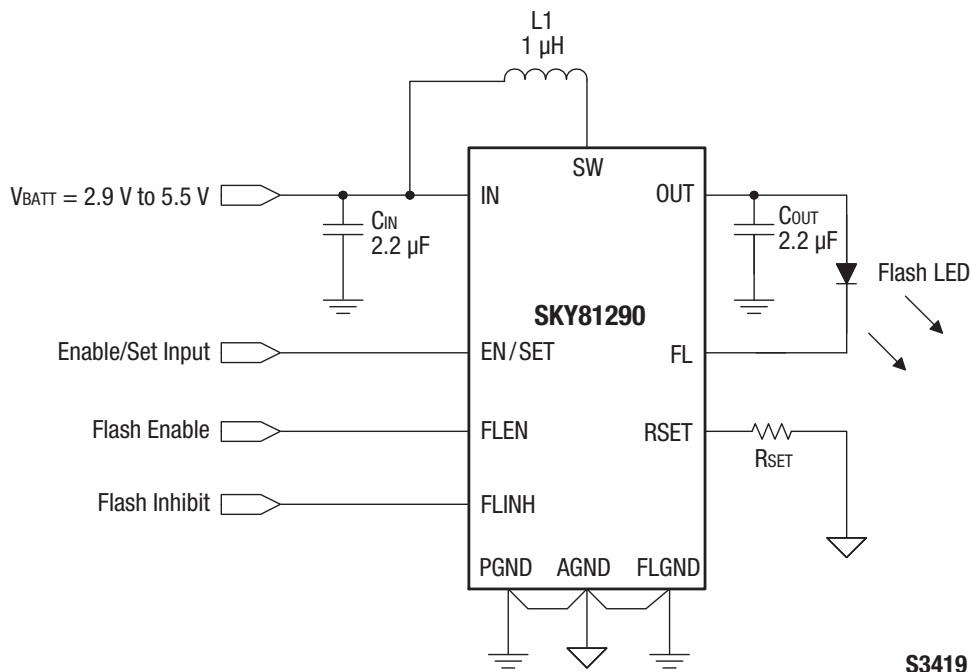 L1
1 µH
SW
VBATT = 2.9 V to 5.5 V
IN
OUT
CIN
2.2 µF
COUT
2.2 µF
Flash LED
SKY81290
Enable/Set Input
EN/SET
FL
Flash Enable
FLEN
RSET
RSET
Flash Inhibit
FLINH
PGND
AGND
FLGND
S3419